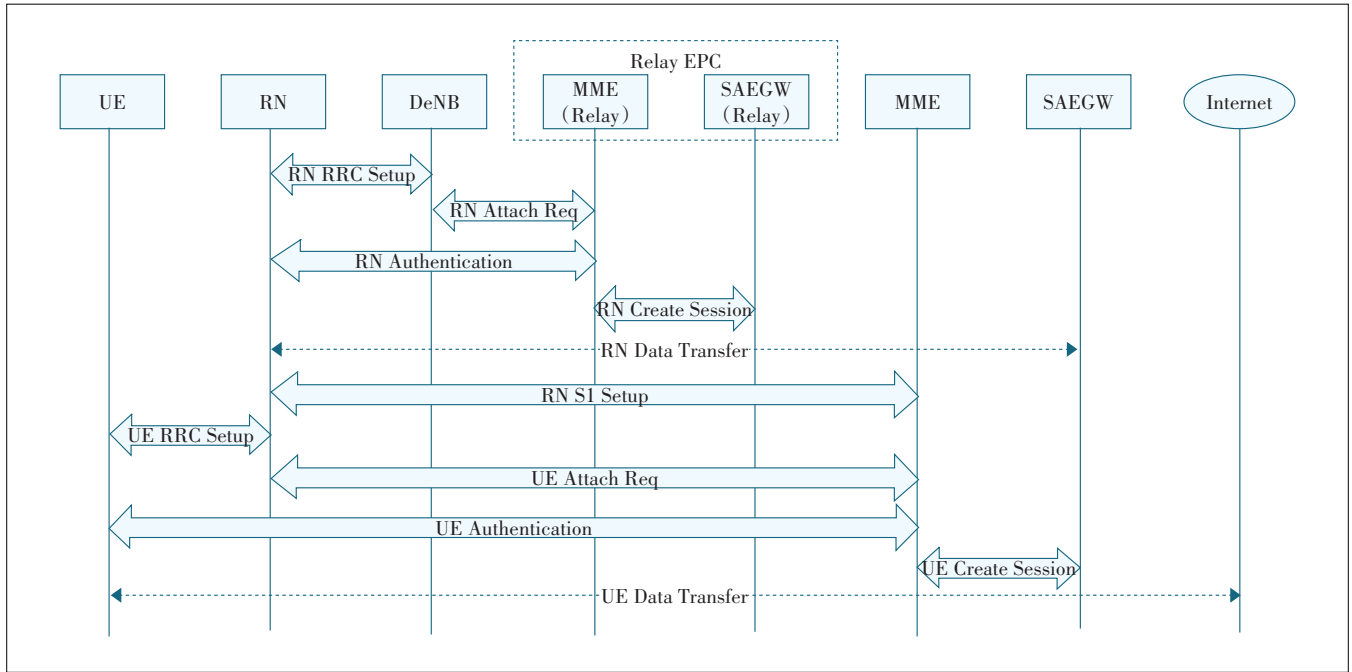 Relay EPC
UE
RN
DeNB
MME
（Relay）
SAEGW
（Relay）
MME
SAEGW
Internet
RN RRC Setup
RN Attach Req
RN Authentication
RN Create Session
RN Data Transfer
RN S1 Setup
UE RRC Setup
UE Attach Req
UE Authentication
UE Create Session
UE Data Transfer